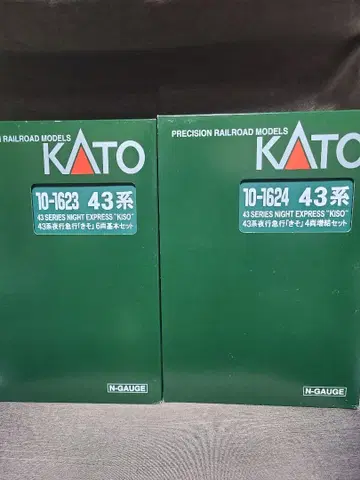 N RAILROAD MODELS
KATO
10-1623 43系
43 SERIES NIGHT EXPRESS "KISO"
43系夜行急行「きそ」6両基本セット
N-GAUGE
PRECISION RAILROAD MODELS
KATO
10-1624 43系
43 SERIES NIGHT EXPRESS "KISO"
43系夜行急行「きそ」4両増結セット
N-GAUGE